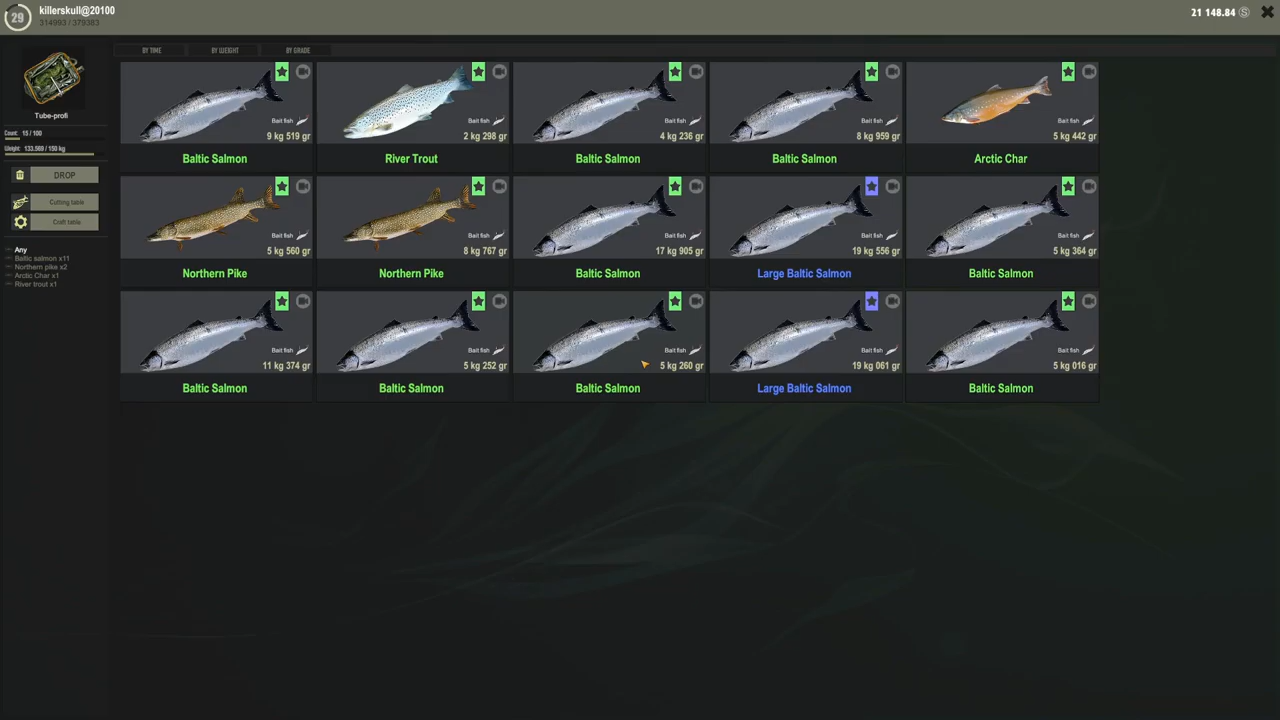 29
killerskull@20100
314993 / 379383
21 148.84
BY TIME
BY WEIGHT
BY GRADE
Tube-profi
Count: 15 / 100
Weight: 133.569 / 150 kg
DROP
Cutting table
Craft table
Any
Baltic salmon x11
Northern pike x2
Arctic Char x1
River trout x1
Bait fish
9 kg 519 gr
Baltic Salmon
Bait fish
2 kg 298 gr
River Trout
Bait fish
4 kg 236 gr
Baltic Salmon
Bait fish
8 kg 959 gr
Baltic Salmon
Bait fish
5 kg 442 gr
Arctic Char
Bait fish
5 kg 560 gr
Northern Pike
Bait fish
8 kg 767 gr
Northern Pike
Bait fish
17 kg 905 gr
Baltic Salmon
Bait fish
19 kg 556 gr
Large Baltic Salmon
Bait fish
5 kg 364 gr
Baltic Salmon
Bait fish
11 kg 374 gr
Baltic Salmon
Bait fish
5 kg 252 gr
Baltic Salmon
Bait fish
5 kg 260 gr
Baltic Salmon
Bait fish
19 kg 061 gr
Large Baltic Salmon
Bait fish
5 kg 016 gr
Baltic Salmon